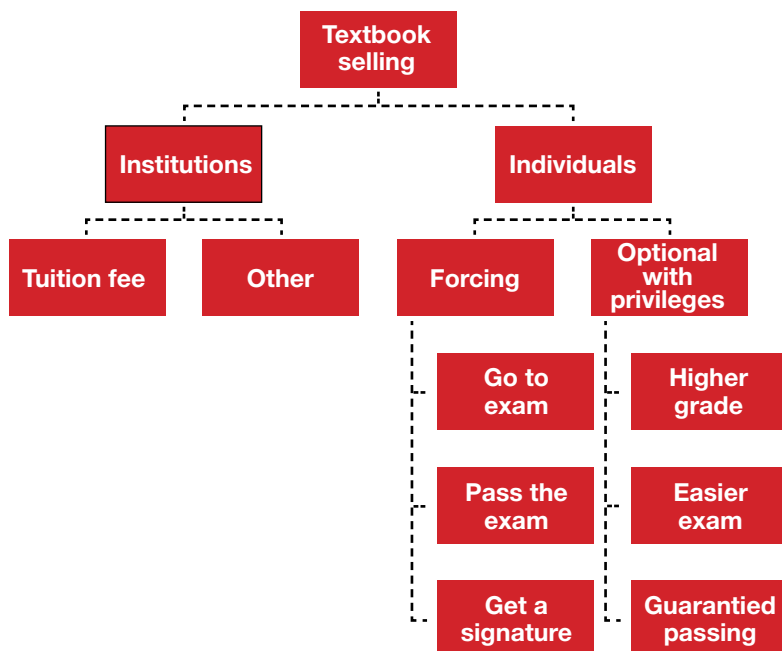 Textbook
selling
Institutions
Individuals
Tuition fee
Other
Forcing
Optional
with
privileges
Go to
exam
Higher
grade
Pass the
exam
Easier
exam
Get a
signature
Guarantied
passing